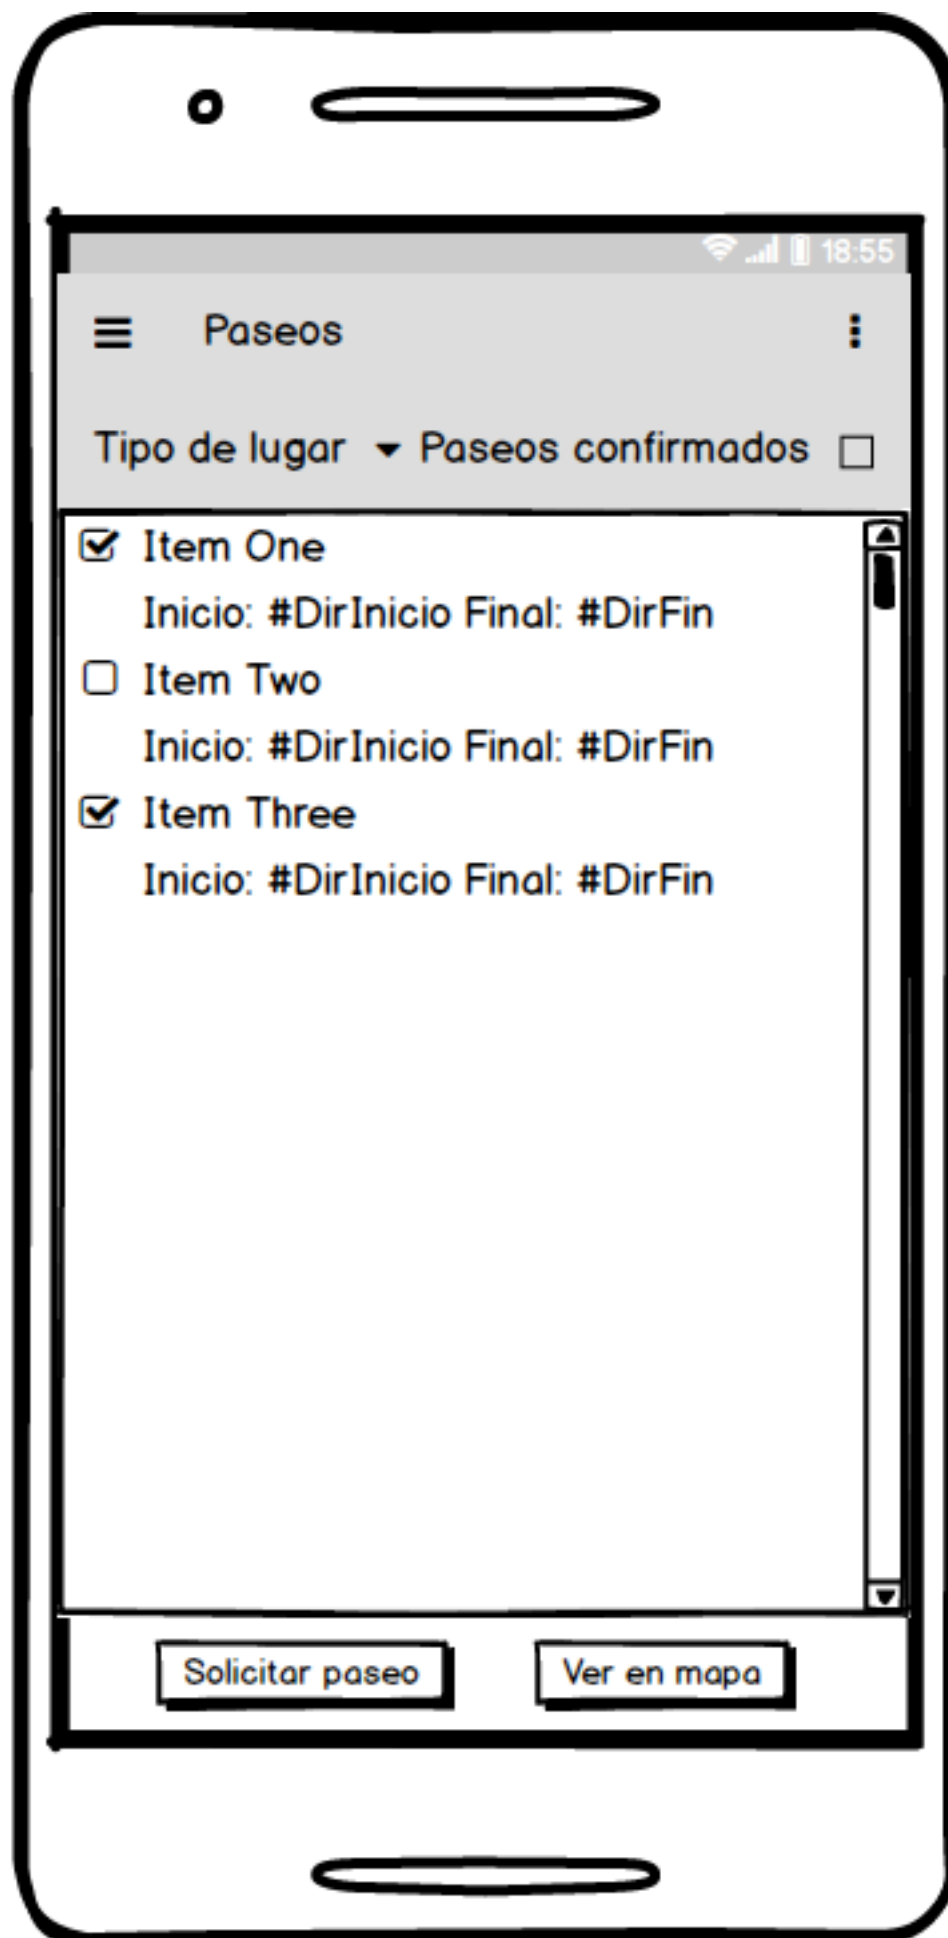 18:55
Paseos
Tipo de lugar Paseos confirmados
Item One
Inicio: #DirInicio Final: #DirFin
Item Two
Inicio: #DirInicio Final: #DirFin
Item Three
Inicio: #DirInicio Final: #DirFin
Solicitar paseo Ver en mapa